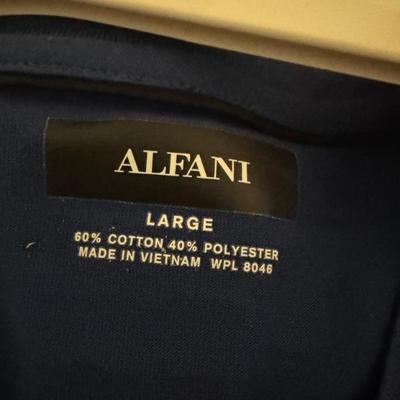 ALFANI
LARGE
60% COTTON 40% POLYESTER
MADE IN VIETNAM WPL 8046